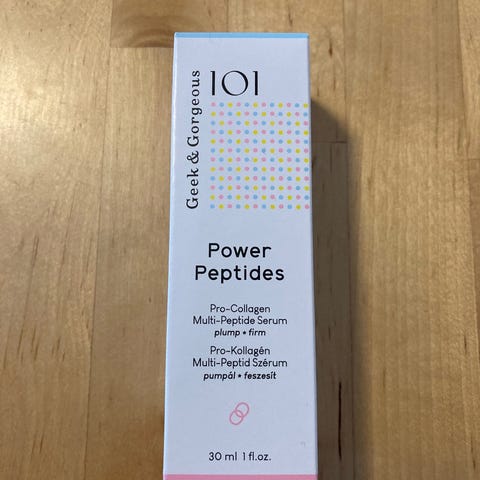 Geek & Gorgeous
101
Power
Peptides
Pro-Collagen
Multi-Peptide Serum
plump • firm
Pro-Kollagén
Multi-Peptid Szérum
pumpál • feszesít
30 ml 1 fl.oz.